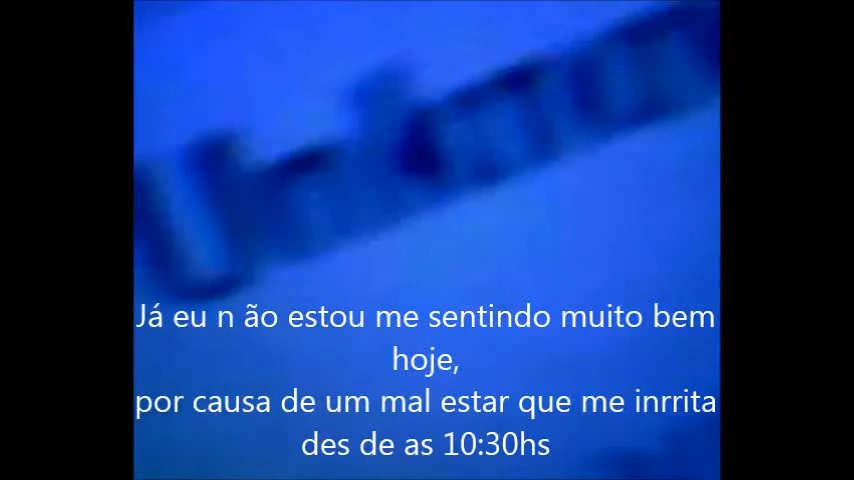 Já eu n ão estou me sentindo muito bem
hoje,
por causa de um mal estar que me inrrita
des de as 10:30hs